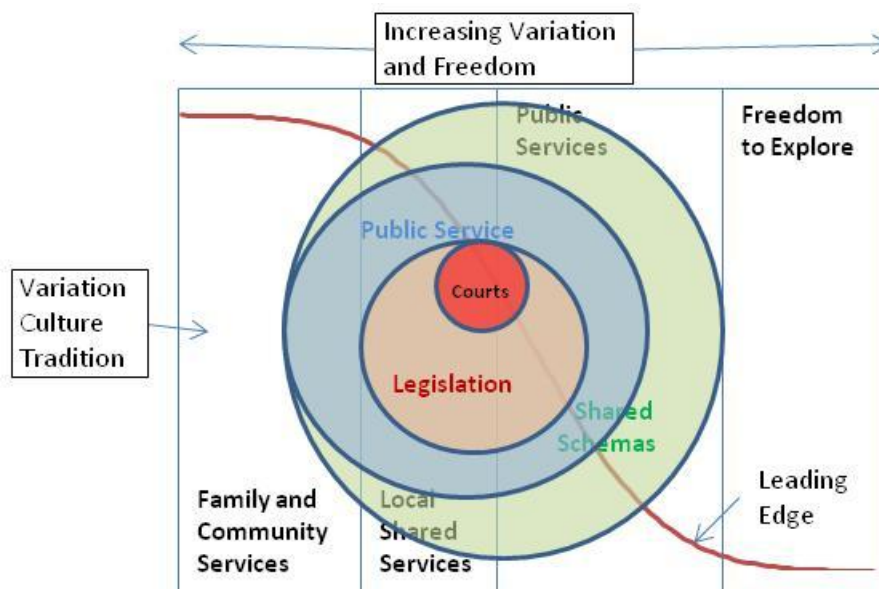 Increasing Variation
and Freedom
Public
Services
Freedom
to Explore
Public Service
Variation
Culture
Tradition
Courts
Legislation
Shared
Schemas
Family and
Community
Services
Local
Shared
Services
Leading
Edge